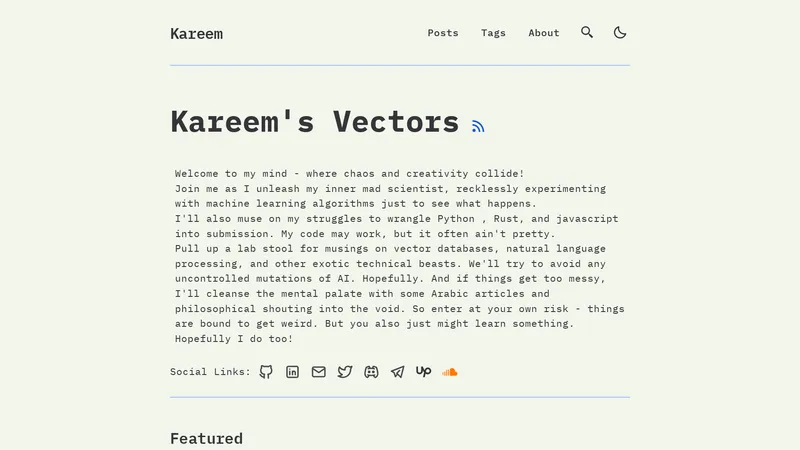 Kareem
Posts Tags About
Kareem's Vectors
Welcome to my mind - where chaos and creativity collide!
Join me as I unleash my inner mad scientist, recklessly experimenting
with machine learning algorithms just to see what happens.
I'll also muse on my struggles to wrangle Python , Rust, and javascript
into submission. My code may work, but it often ain't pretty.
Pull up a lab stool for musings on vector databases, natural language
processing, and other exotic technical beasts. We'll try to avoid any
uncontrolled mutations of AI. Hopefully. And if things get too messy,
I'll cleanse the mental palate with some Arabic articles and
philosophical shouting into the void. So enter at your own risk - things
are bound to get weird. But you also just might learn something.
Hopefully I do too!
Social Links:
Featured